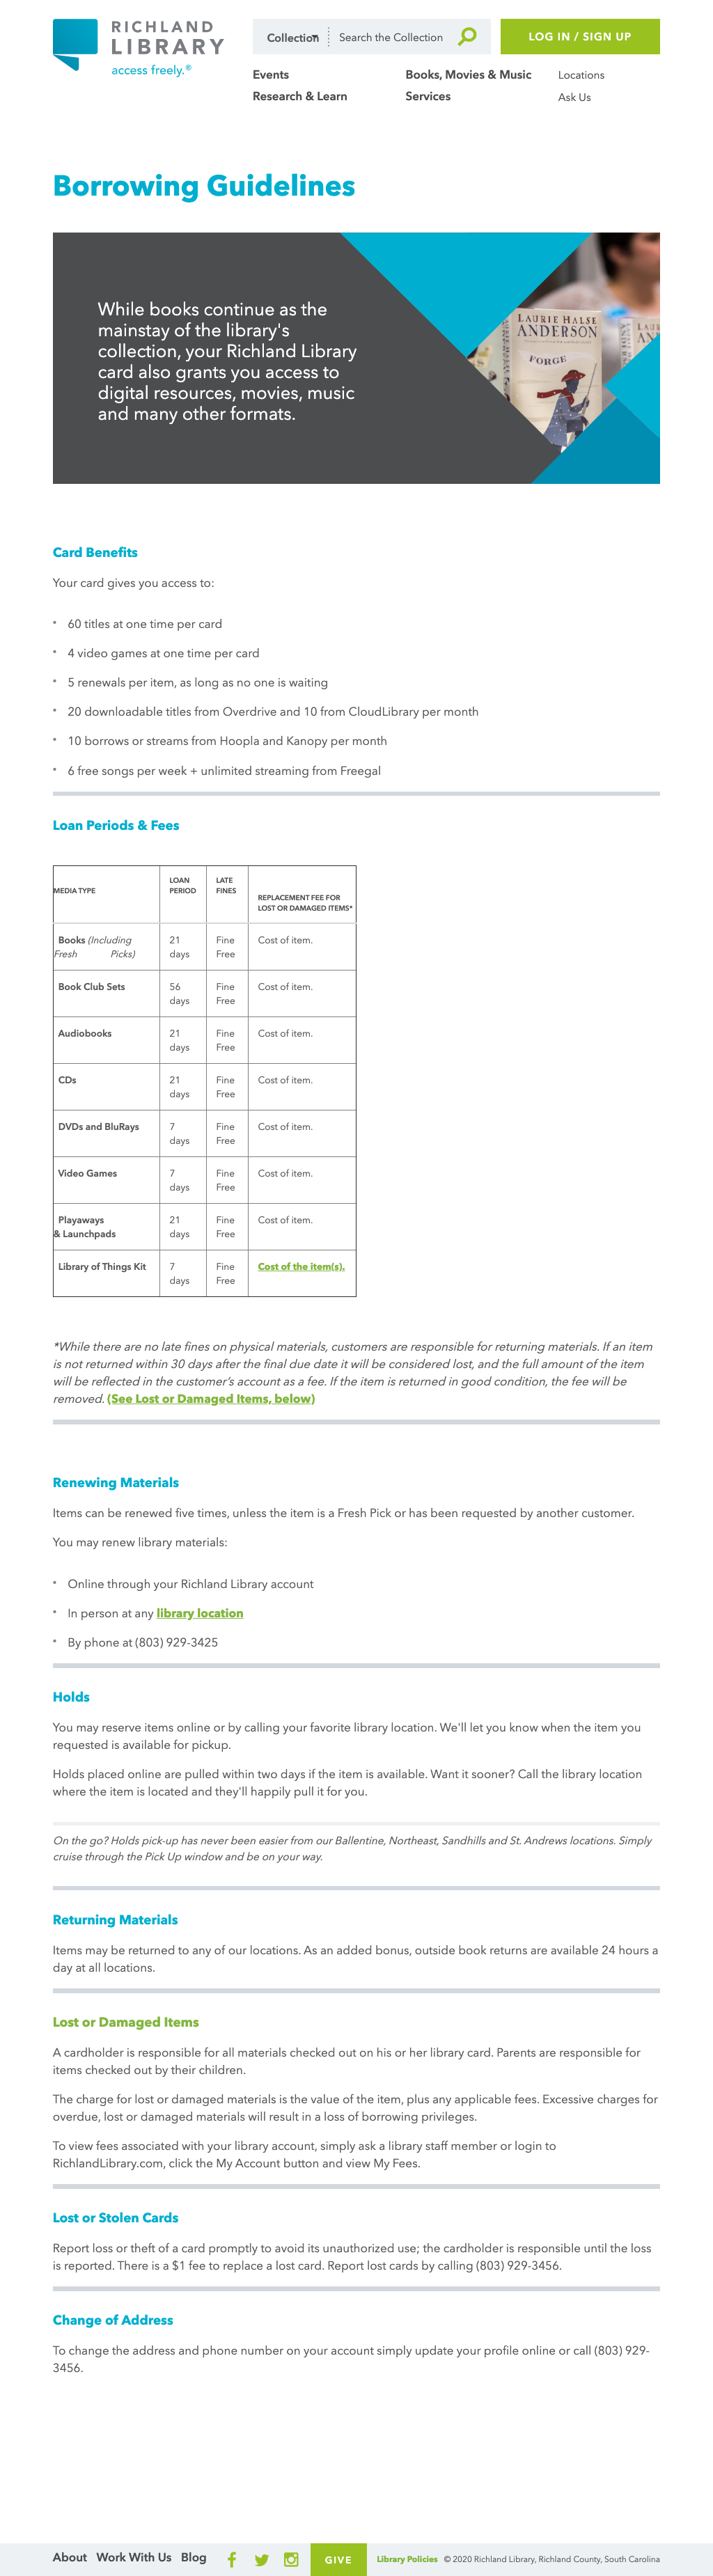 RICHLAND
LIBRARY
access freely.®
Collection
Search the Collection
LOG IN / SIGN UP
Events
Books, Movies & Music
Locations
Research & Learn
Services
Ask Us
Borrowing Guidelines
While books continue as the
mainstay of the library's
collection, your Richland Library
card also grants you access to
digital resources, movies, music
and many other formats.
LAURIE HALSE
ANDERSON
FORGE
LAURIE
Card Benefits
Your card gives you access to:
60 titles at one time per card
4 video games at one time per card
5 renewals per item, as long as no one is waiting
20 downloadable titles from Overdrive and 10 from CloudLibrary per month
10 borrows or streams from Hoopla and Kanopy per month
6 free songs per week + unlimited streaming from Freegal
Loan Periods & Fees
MEDIA TYPE
LOAN
PERIOD
LATE
FINES
REPLACEMENT FEE FOR
LOST OR DAMAGED ITEMS*
Books (Including
Fresh Picks)
21
days
Fine
Free
Cost of item.
Book Club Sets
56
days
Fine
Free
Cost of item.
Audiobooks
21
days
Fine
Free
Cost of item.
CDs
21
days
Fine
Free
Cost of item.
DVDs and BluRays
7
days
Fine
Free
Cost of item.
Video Games
7
days
Fine
Free
Cost of item.
Playaways
& Launchpads
21
days
Fine
Free
Cost of item.
Library of Things Kit
7
days
Fine
Free
Cost of the item(s).
*While there are no late fines on physical materials, customers are responsible for returning materials. If an item
is not returned within 30 days after the final due date it will be considered lost, and the full amount of the item
will be reflected in the customer’s account as a fee. If the item is returned in good condition, the fee will be
removed. (See Lost or Damaged Items, below)
Renewing Materials
Items can be renewed five times, unless the item is a Fresh Pick or has been requested by another customer.
You may renew library materials:
Online through your Richland Library account
In person at any library location
By phone at (803) 929-3425
Holds
You may reserve items online or by calling your favorite library location. We'll let you know when the item you
requested is available for pickup.
Holds placed online are pulled within two days if the item is available. Want it sooner? Call the library location
where the item is located and they'll happily pull it for you.
On the go? Holds pick-up has never been easier from our Ballentine, Northeast, Sandhills and St. Andrews locations. Simply
cruise through the Pick Up window and be on your way.
Returning Materials
Items may be returned to any of our locations. As an added bonus, outside book returns are available 24 hours a
day at all locations.
Lost or Damaged Items
A cardholder is responsible for all materials checked out on his or her library card. Parents are responsible for
items checked out by their children.
The charge for lost or damaged materials is the value of the item, plus any applicable fees. Excessive charges for
overdue, lost or damaged materials will result in a loss of borrowing privileges.
To view fees associated with your library account, simply ask a library staff member or login to
RichlandLibrary.com, click the My Account button and view My Fees.
Lost or Stolen Cards
Report loss or theft of a card promptly to avoid its unauthorized use; the cardholder is responsible until the loss
is reported. There is a $1 fee to replace a lost card. Report lost cards by calling (803) 929-3456.
Change of Address
To change the address and phone number on your account simply update your profile online or call (803) 929-
3456.
About Work With Us Blog
GIVE
Library Policies © 2020 Richland Library, Richland County, South Carolina